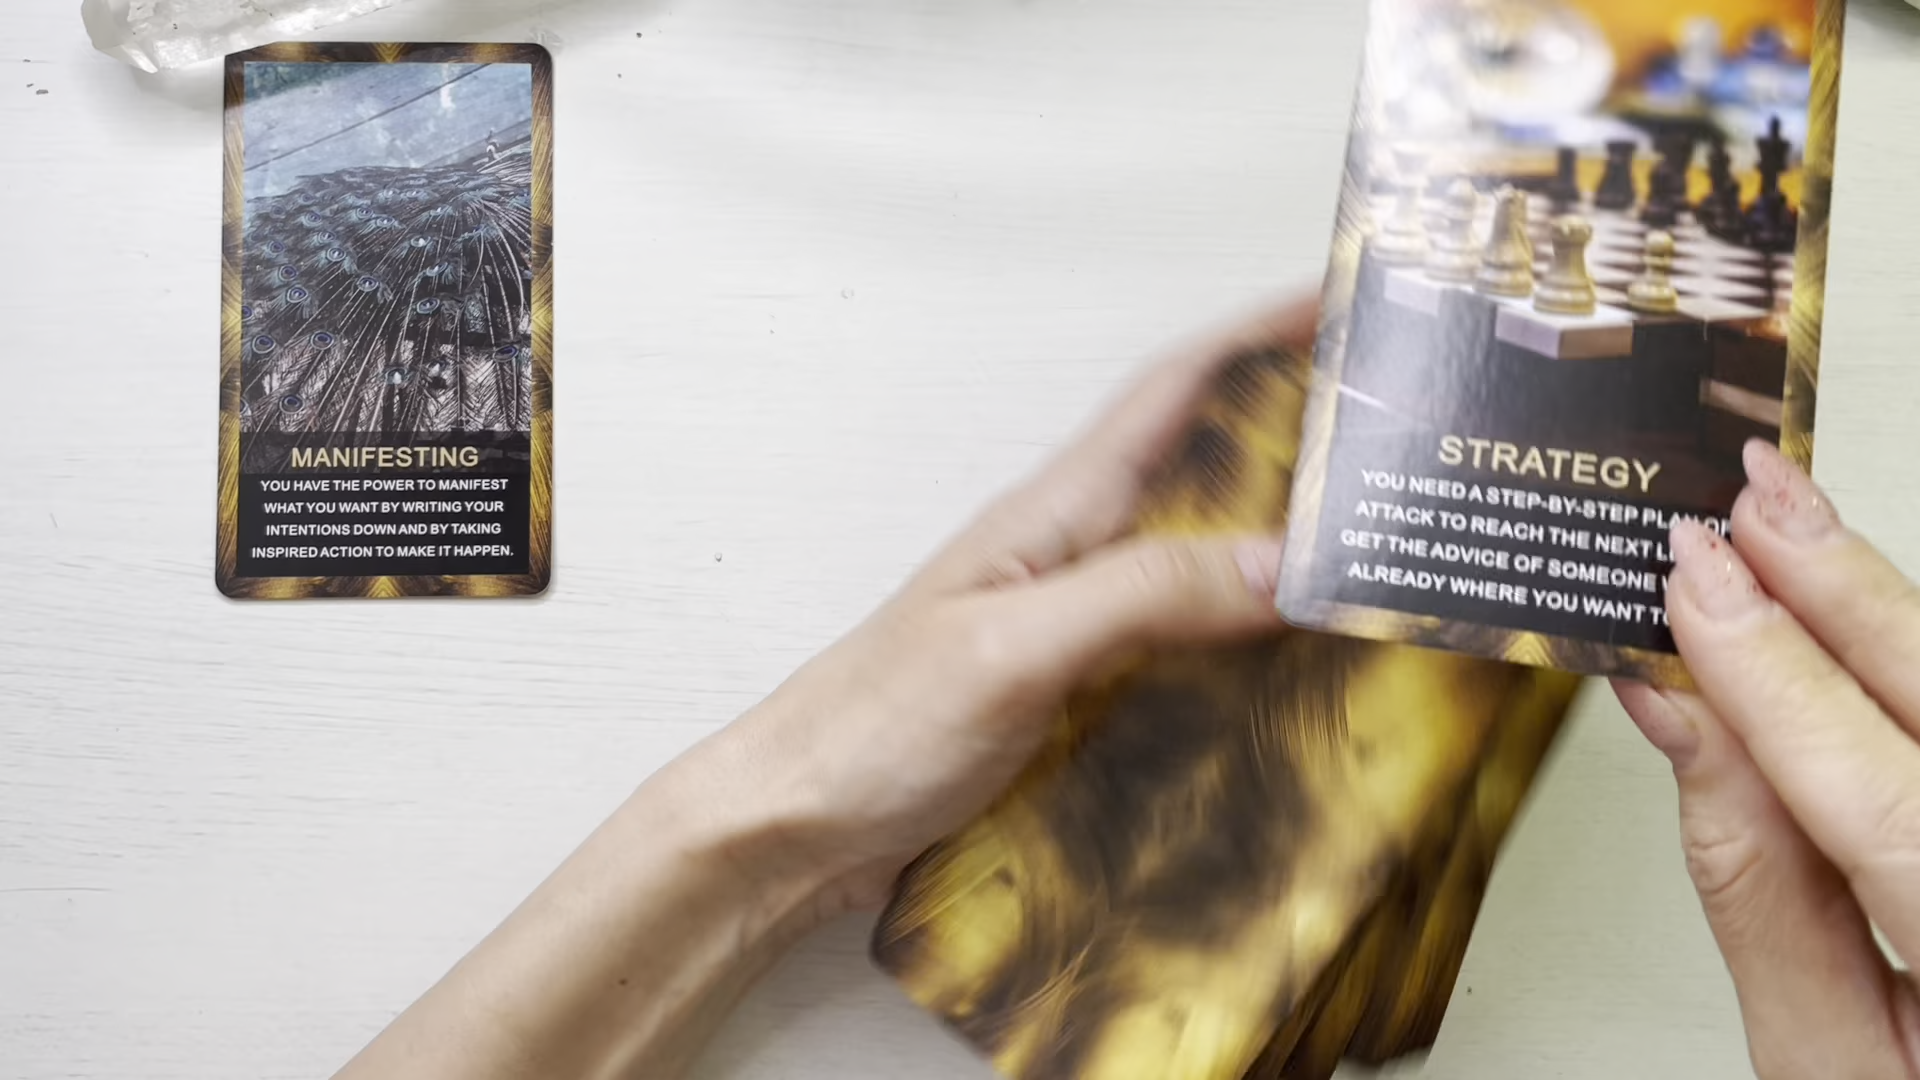 MANIFESTING
YOU HAVE THE POWER TO MANIFEST
WHAT YOU WANT BY WRITING YOUR
INTENTIONS DOWN AND BY TAKING
INSPIRED ACTION TO MAKE IT HAPPEN.
STRATEGY
YOU NEED A STEP-BY-STEP PLAN OF
ATTACK TO REACH THE NEXT
GET THE ADVICE OF SOMEONE
ALREADY WHERE YOU WANT TO